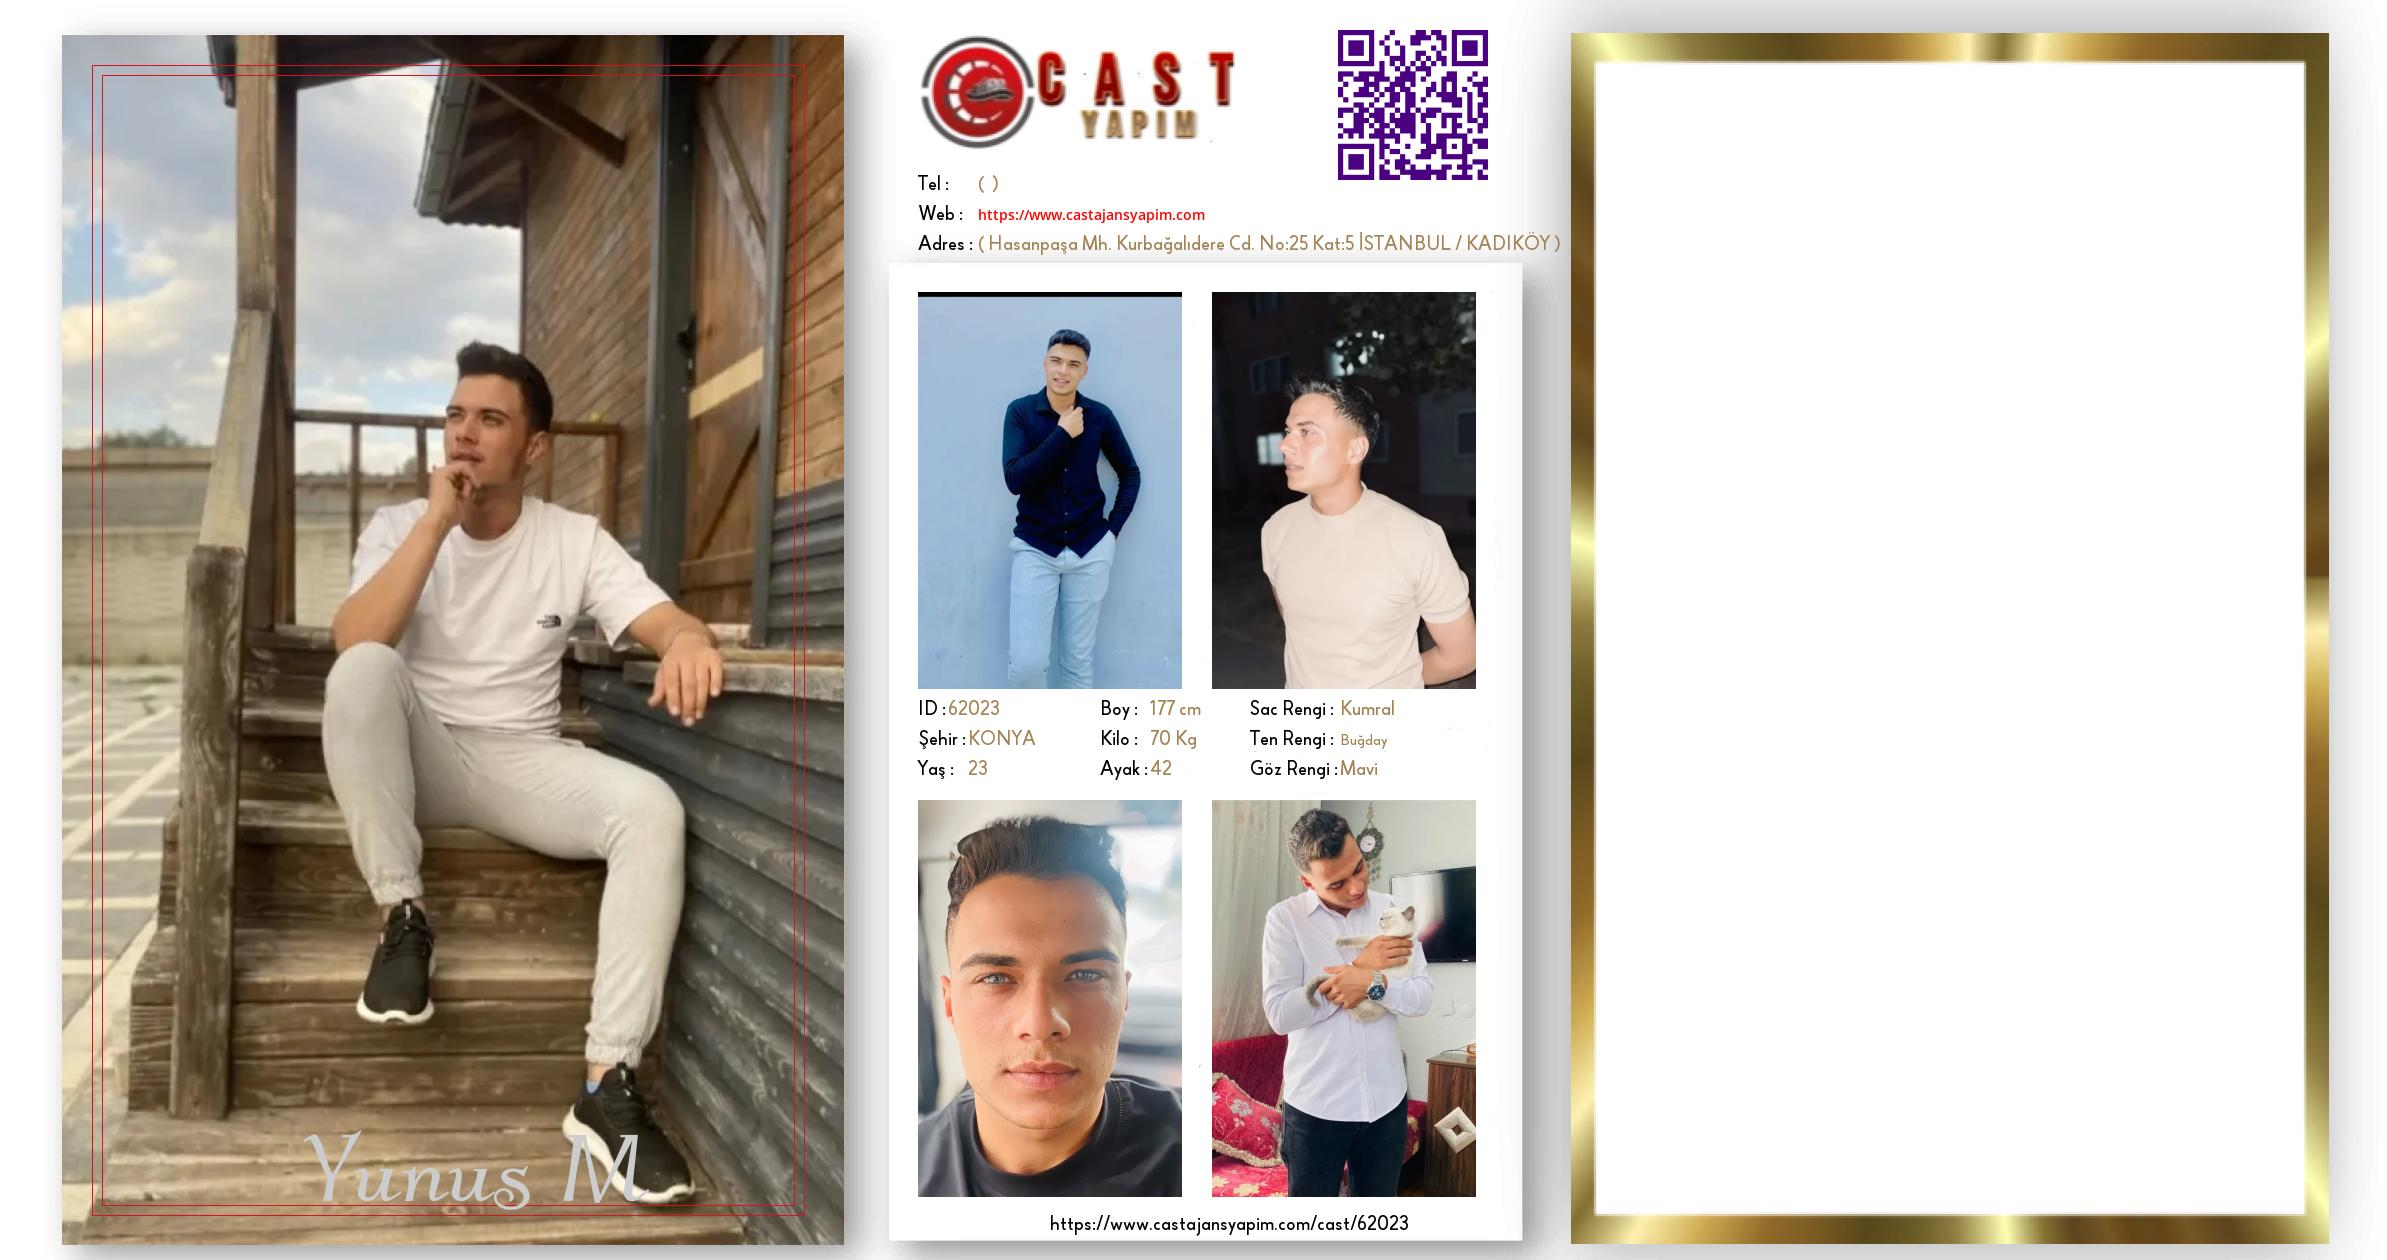 CAST
YAPIM
Tel : ( )
Web : https://www.castajansyapim.com
Adres : ( Hasanpaşa Mh. Kurbağalıdere Cd. No:25 Kat:5 İSTANBUL / KADIKÖY )
ID : 62023 Boy : 177 cm Sac Rengi : Kumral
Şehir : KONYA Kilo : 70 Kg Ten Rengi : Buğday
Yaş : 23 Ayak : 42 Göz Rengi : Mavi
https://www.castajansyapim.com/cast/62023
Yunus M